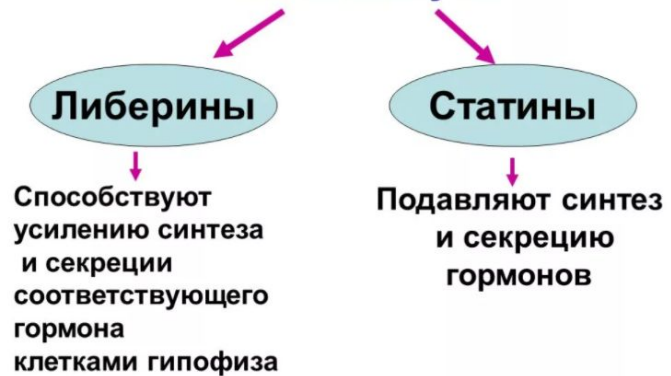 Либерины
Способствуют
усилению синтеза
и секреции
соответствующего
гормона
клетками гипофиза
Статины
Подавляют синтез
и секрецию
гормонов